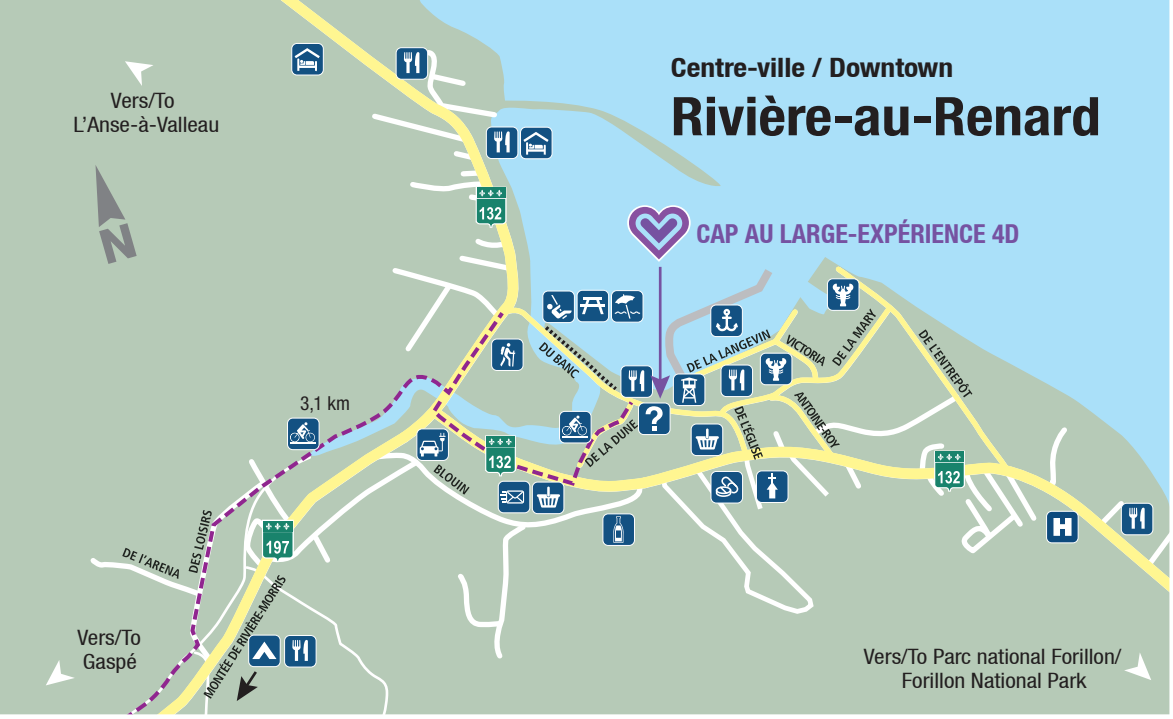 Centre-ville / Downtown
Rivière-au-Renard
Vers/To
L'Anse-à-Valleau
N
132
CAP AU LARGE-EXPÉRIENCE 4D
DU BANC
DE LA LANGEVIN
VICTORIA
DE LA MARY
DE L'ENTREPÔT
3,1 km
?
DE LA DUNE
DE L'ÉGLISE
ANTOINE-ROY
132
BLOUIN
132
H
197
DES LOISIRS
DE l'ARENA
MONTÉE DE RIVIÈRE-MORRIS
Vers/To
Gaspé
Vers/To Parc national Forillon/
Forillon National Park